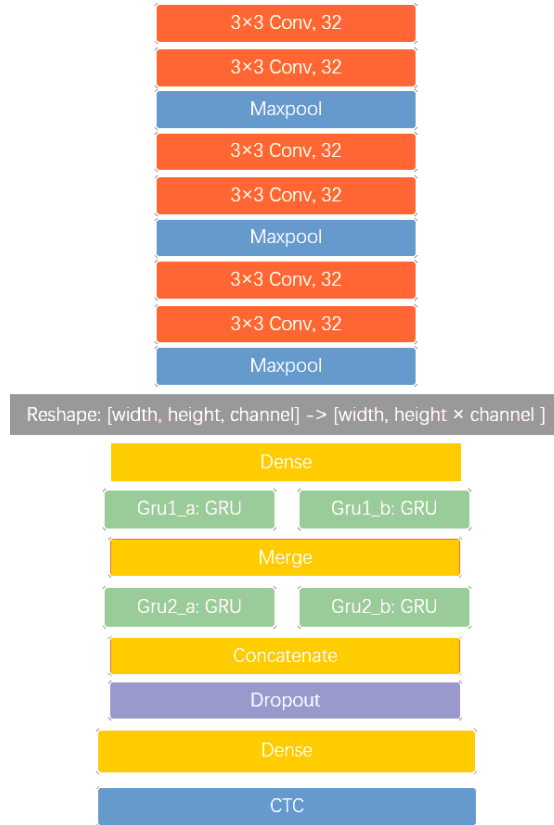 3×3 Conv, 32
3×3 Conv, 32
Maxpool
3×3 Conv, 32
3×3 Conv, 32
Maxpool
3×3 Conv, 32
3×3 Conv, 32
Maxpool
Reshape: [width, height, channel] -> [width, height × channel ]
Dense
Gru1_a: GRU Gru1_b: GRU
Merge
Gru2_a: GRU Gru2_b: GRU
Concatenate
Dropout
Dense
CTC